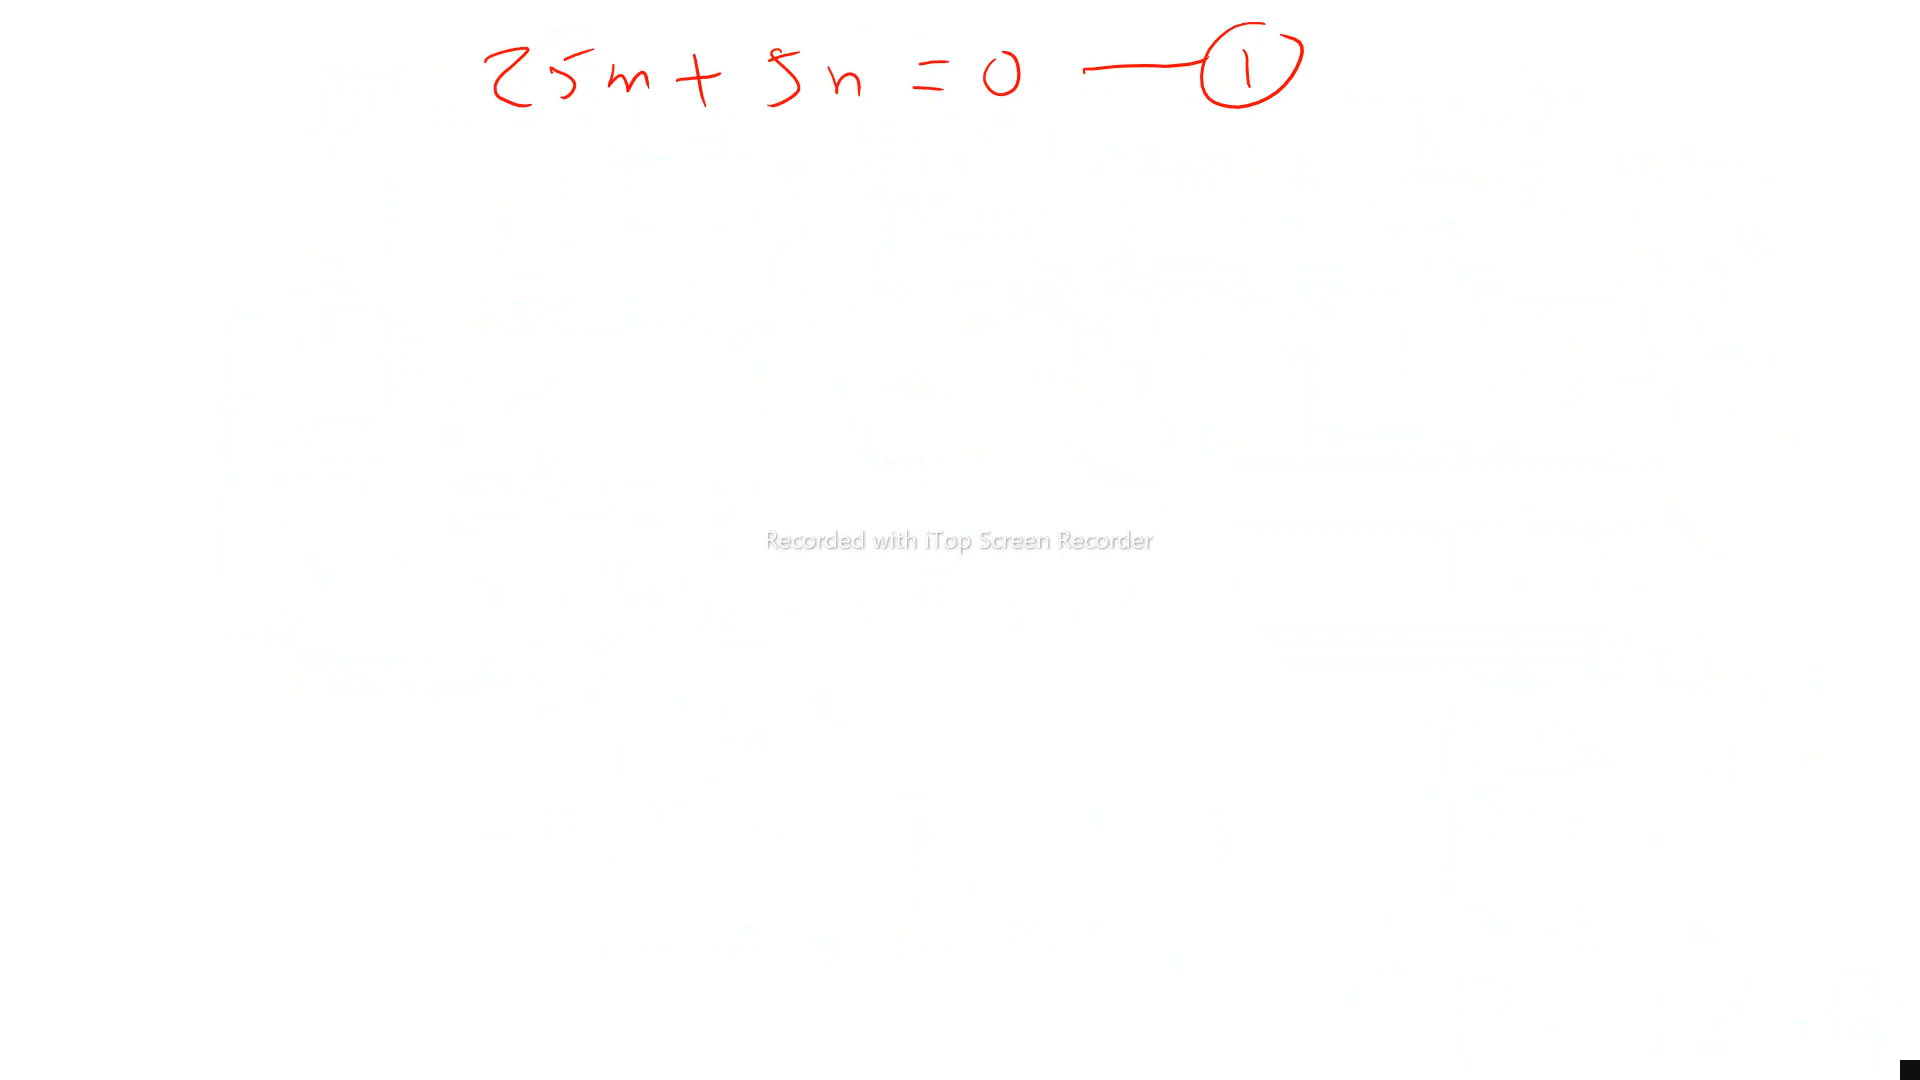 25m + 5n = 0 — ①
Recorded with iTop Screen Recorder